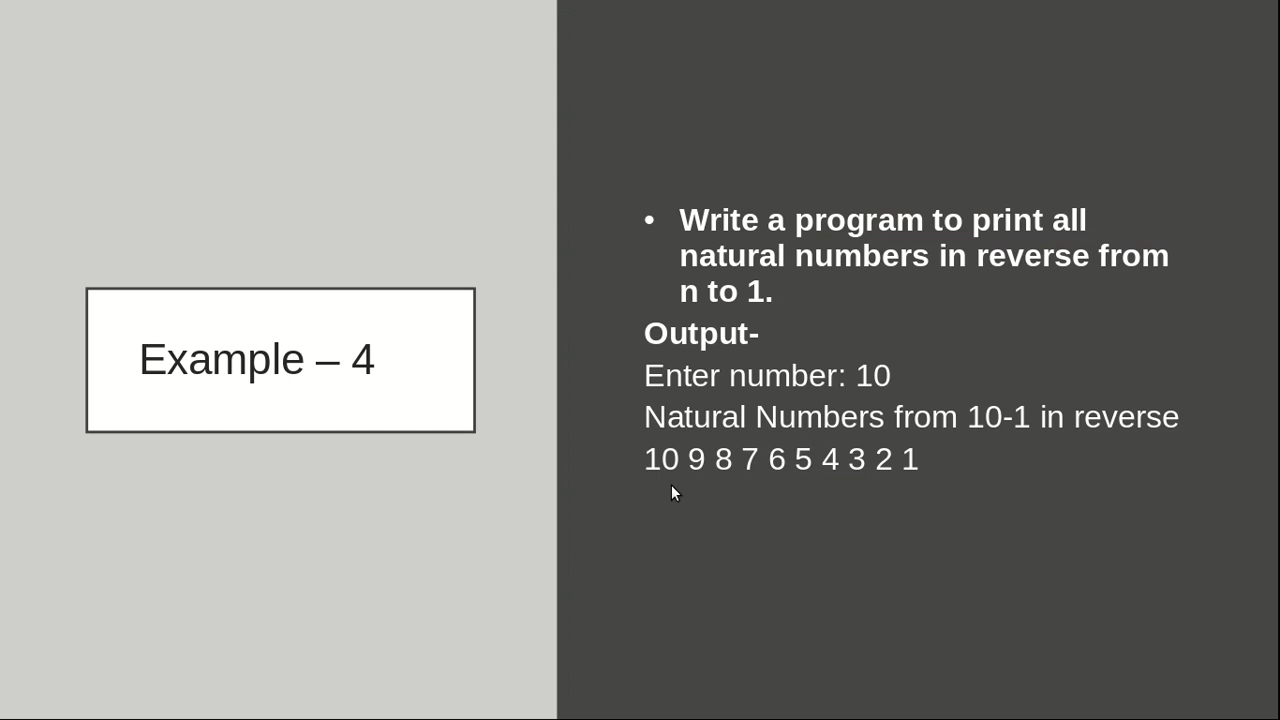 Example – 4
• Write a program to print all
natural numbers in reverse from
n to 1.
Output-
Enter number: 10
Natural Numbers from 10-1 in reverse
10 9 8 7 6 5 4 3 2 1